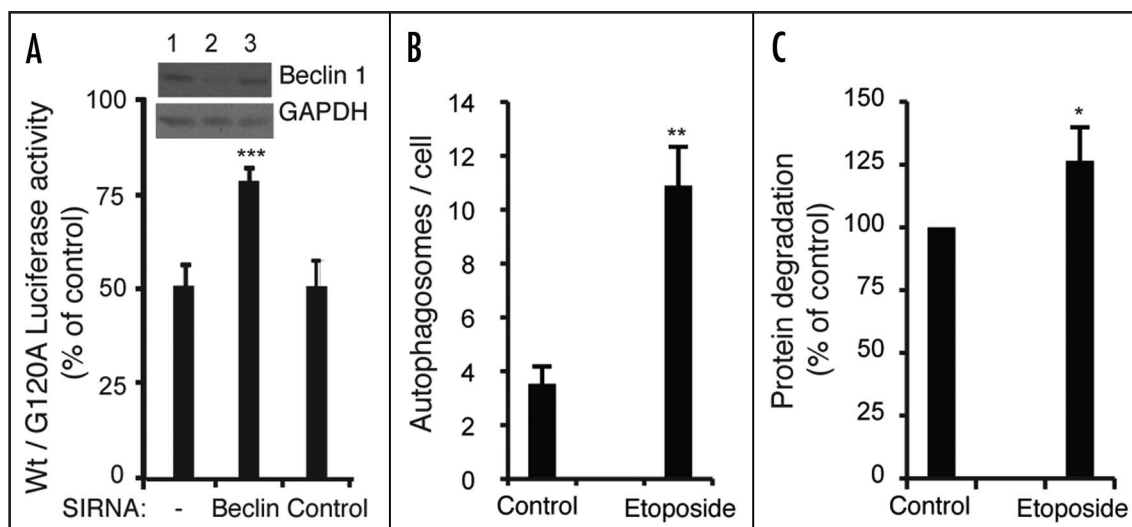 A
1 2 3
Beclin 1
GAPDH
Wt / G120A Luciferase activity
(% of control)
100
75
50
25
0
***
SIRNA: - Beclin Control
B
Autophagosomes / cell
14
12
10
8
6
4
2
0
**
Control Etoposide
C
Protein degradation
(% of control)
150
125
100
75
50
25
0
*
Control Etoposide